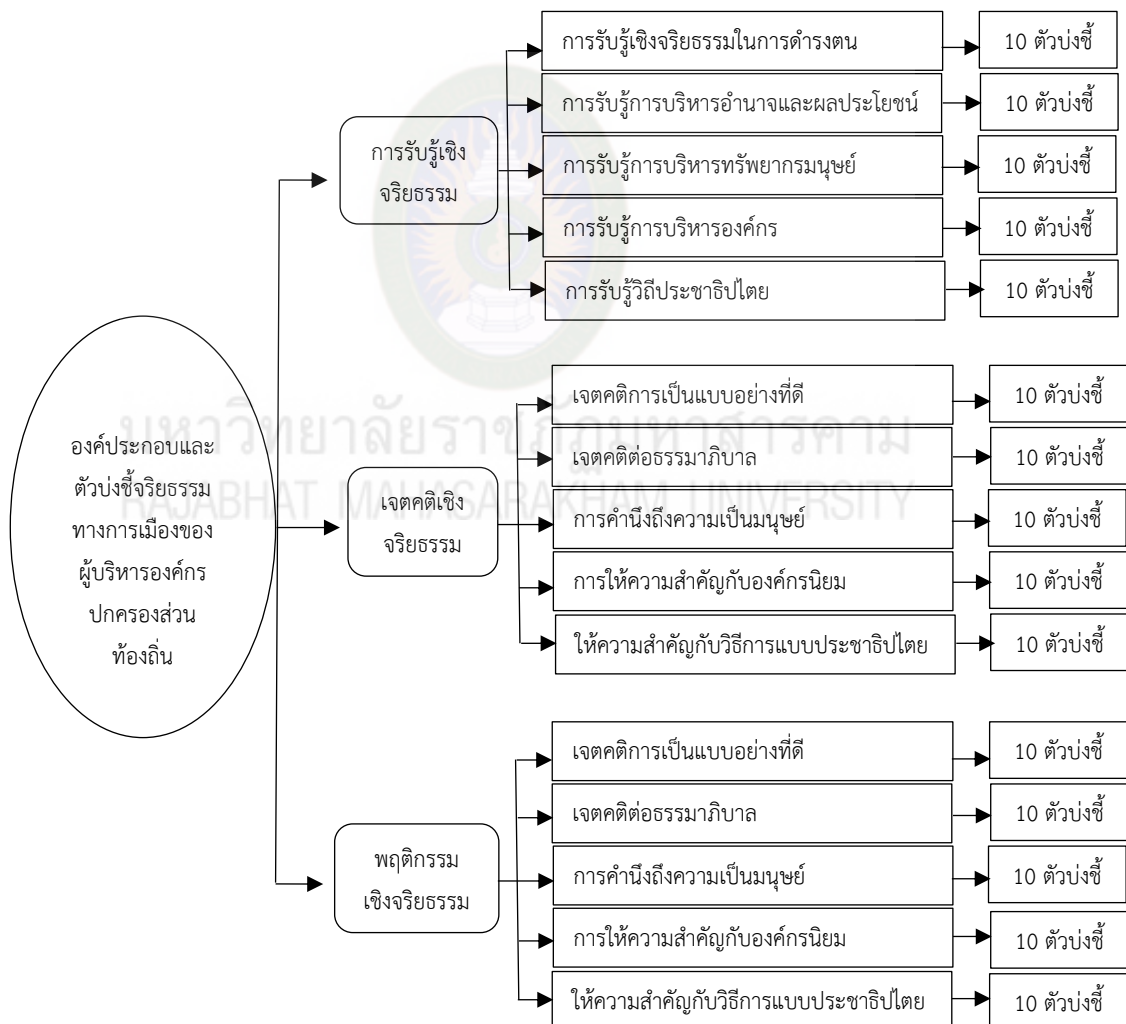 องค์ประกอบและ
ตัวบ่งชี้จริยธรรม
ทางการเมืองของ
ผู้บริหารองค์กร
ปกครองส่วน
ท้องถิ่น
การรับรู้เชิง
จริยธรรม
การรับรู้เชิงจริยธรรมในการดำรงตน
10 ตัวบ่งชี้
การรับรู้การบริหารอำนาจและผลประโยชน์
10 ตัวบ่งชี้
การรับรู้การบริหารทรัพยากรมนุษย์
10 ตัวบ่งชี้
การรับรู้การบริหารองค์กร
10 ตัวบ่งชี้
การรับรู้วิถีประชาธิปไตย
10 ตัวบ่งชี้
มหาวิทยาลัยราชภัฏมหาสารคาม
RAJABHAT MAHASARAKHAM UNIVERSITY
เจตคติเชิง
จริยธรรม
เจตคติการเป็นแบบอย่างที่ดี
10 ตัวบ่งชี้
เจตคติต่อธรรมาภิบาล
10 ตัวบ่งชี้
การคำนึงถึงความเป็นมนุษย์
10 ตัวบ่งชี้
การให้ความสำคัญกับองค์กรนิยม
10 ตัวบ่งชี้
ให้ความสำคัญกับวิธีการแบบประชาธิปไตย
10 ตัวบ่งชี้
พฤติกรรม
เชิงจริยธรรม
เจตคติการเป็นแบบอย่างที่ดี
10 ตัวบ่งชี้
เจตคติต่อธรรมาภิบาล
10 ตัวบ่งชี้
การคำนึงถึงความเป็นมนุษย์
10 ตัวบ่งชี้
การให้ความสำคัญกับองค์กรนิยม
10 ตัวบ่งชี้
ให้ความสำคัญกับวิธีการแบบประชาธิปไตย
10 ตัวบ่งชี้